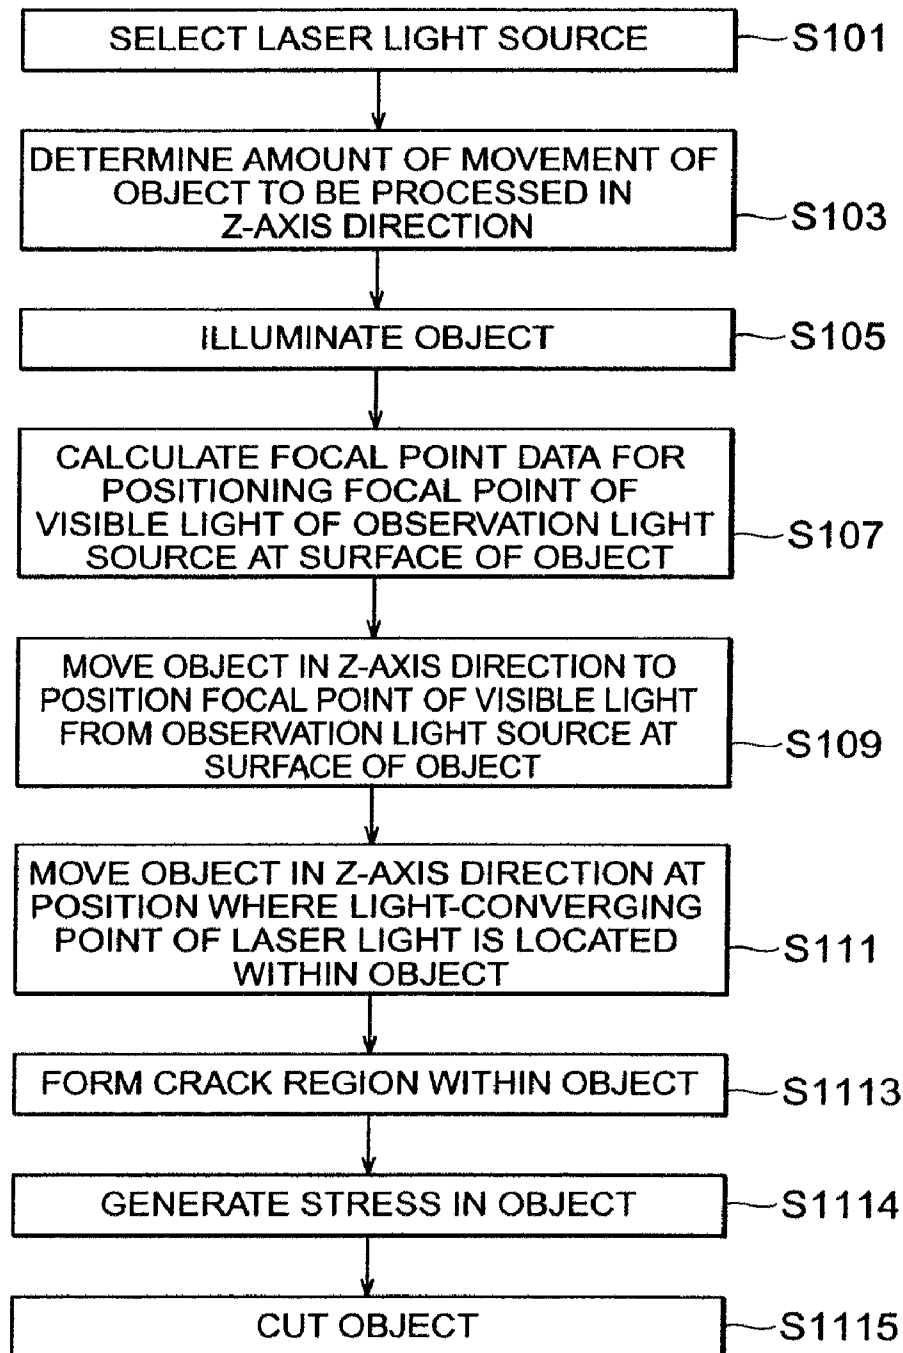 SELECT LASER LIGHT SOURCE
S101
DETERMINE AMOUNT OF MOVEMENT OF
OBJECT TO BE PROCESSED IN
Z-AXIS DIRECTION
S103
ILLUMINATE OBJECT
S105
CALCULATE FOCAL POINT DATA FOR
POSITIONING FOCAL POINT OF
VISIBLE LIGHT OF OBSERVATION LIGHT
SOURCE AT SURFACE OF OBJECT
S107
MOVE OBJECT IN Z-AXIS DIRECTION TO
POSITION FOCAL POINT OF VISIBLE LIGHT
FROM OBSERVATION LIGHT SOURCE AT
SURFACE OF OBJECT
S109
MOVE OBJECT IN Z-AXIS DIRECTION AT
POSITION WHERE LIGHT-CONVERGING
POINT OF LASER LIGHT IS LOCATED
WITHIN OBJECT
S111
FORM CRACK REGION WITHIN OBJECT
S1113
GENERATE STRESS IN OBJECT
S1114
CUT OBJECT
S1115